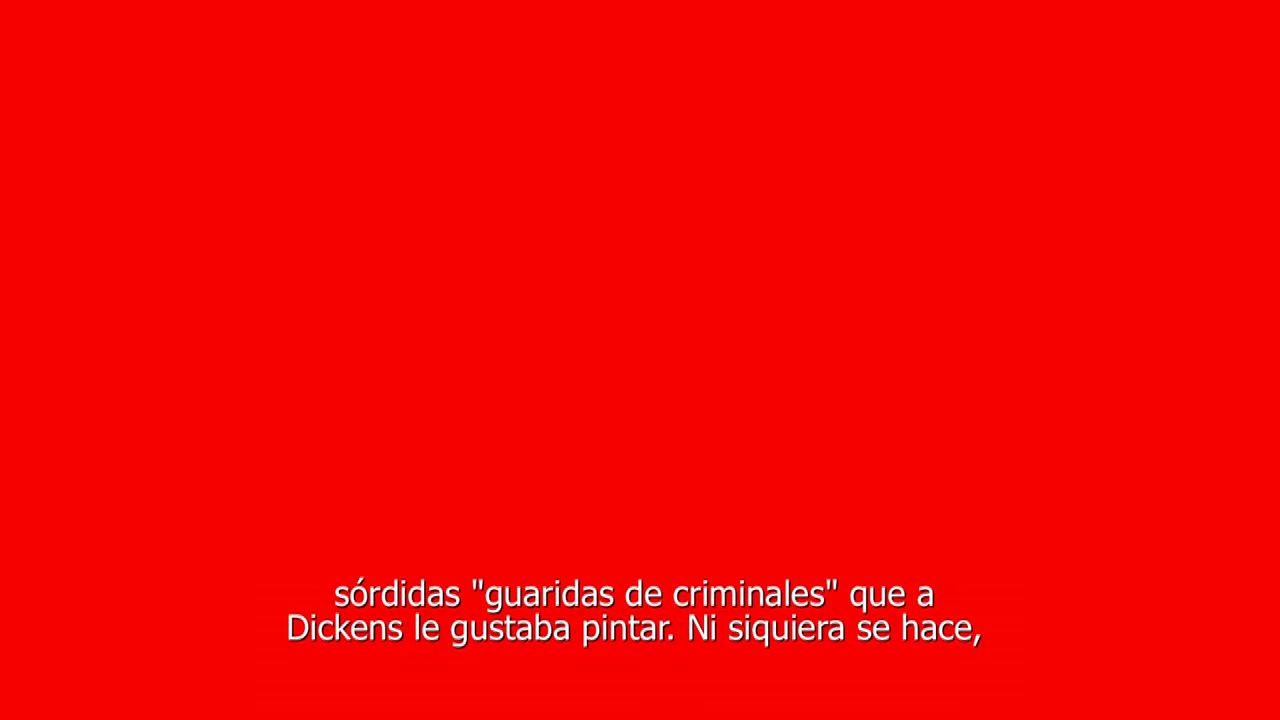 sórdidas "guaridas de criminales" que a
Dickens le gustaba pintar. Ni siquiera se hace,